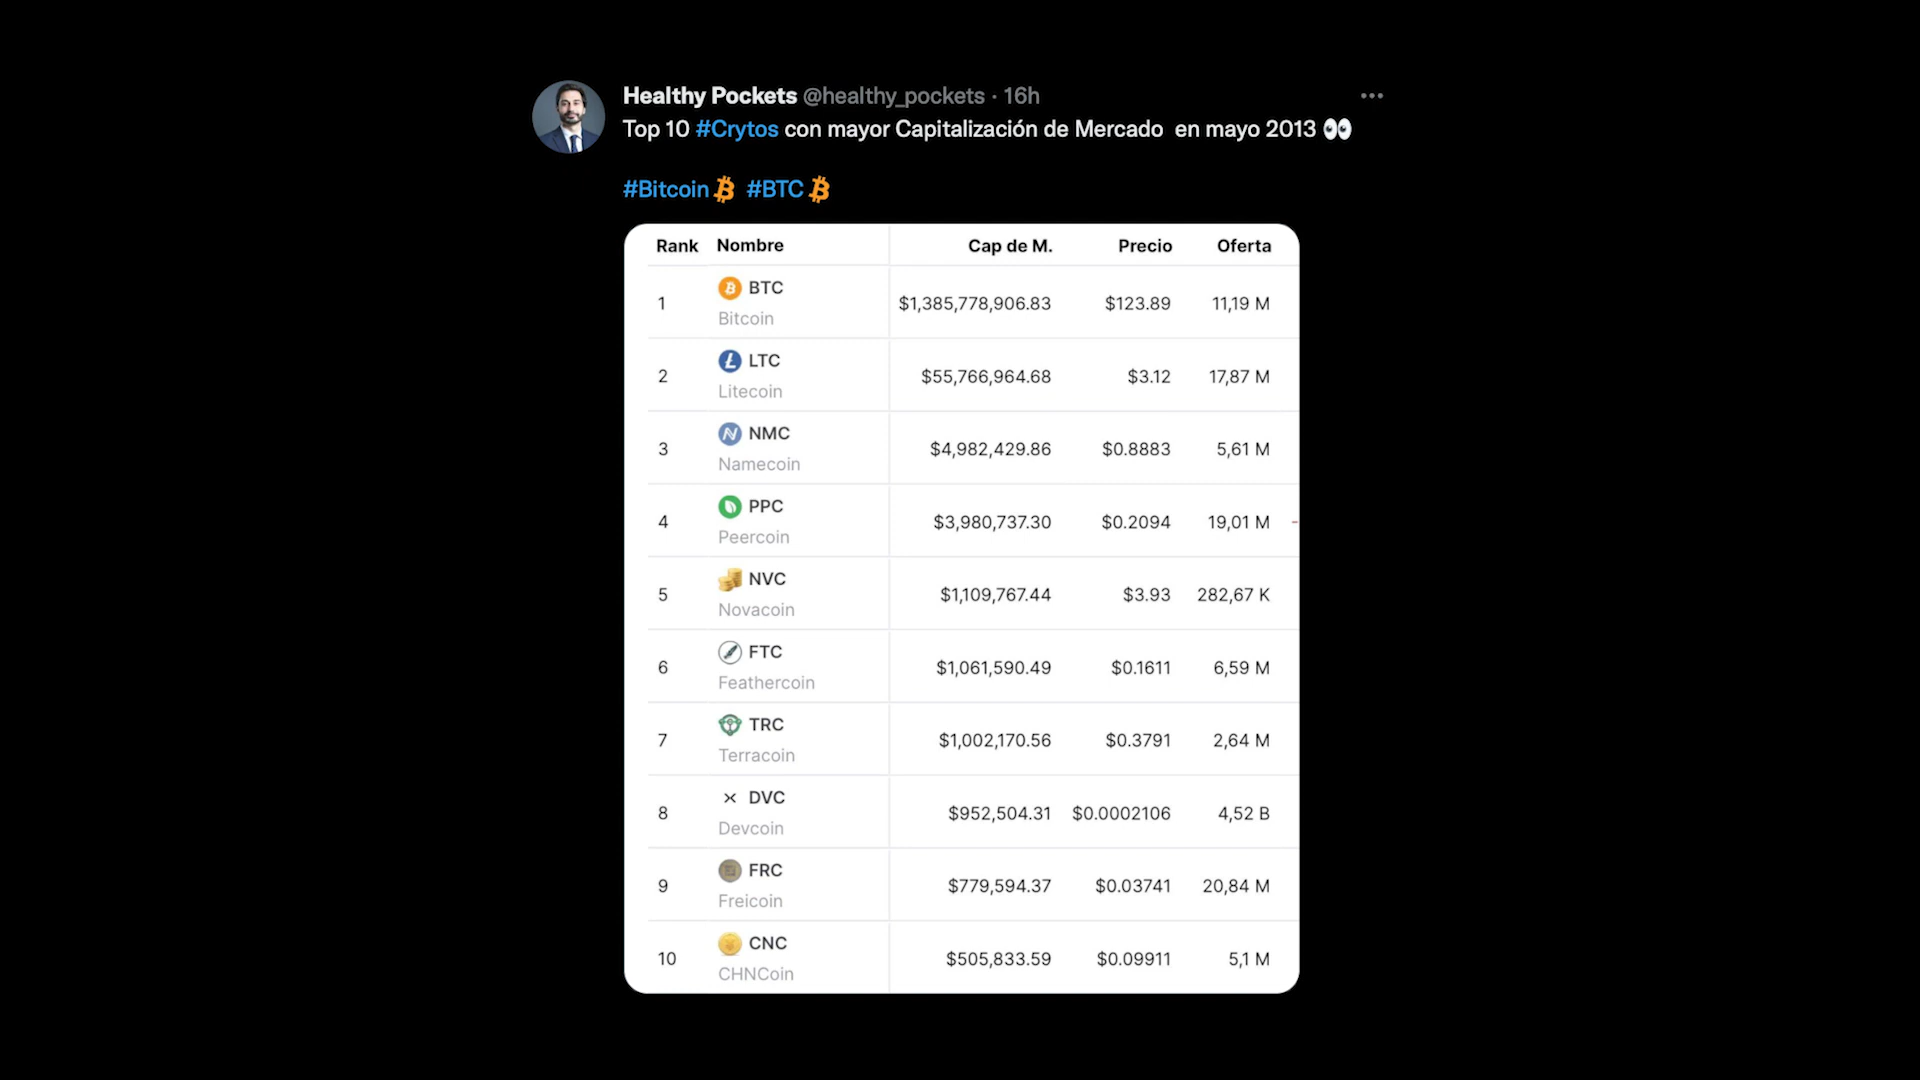 Healthy Pockets @healthy_pockets · 16h
Top 10 #Crytos con mayor Capitalización de Mercado en mayo 2013 👀
#Bitcoin #BTC
Rank Nombre Cap de M. Precio Oferta
1 BTC Bitcoin $1,385,778,906.83 $123.89 11,19 M
2 LTC Litecoin $55,766,964.68 $3.12 17,87 M
3 NMC Namecoin $4,982,429.86 $0.8883 5,61 M
4 PPC Peercoin $3,980,737.30 $0.2094 19,01 M
5 NVC Novacoin $1,109,767.44 $3.93 282,67 K
6 FTC Feathercoin $1,061,590.49 $0.1611 6,59 M
7 TRC Terracoin $1,002,170.56 $0.3791 2,64 M
8 DVC Devcoin $952,504.31 $0.0002106 4,52 B
9 FRC Freicoin $779,594.37 $0.03741 20,84 M
10 CNC CHNCoin $505,833.59 $0.09911 5,1 M